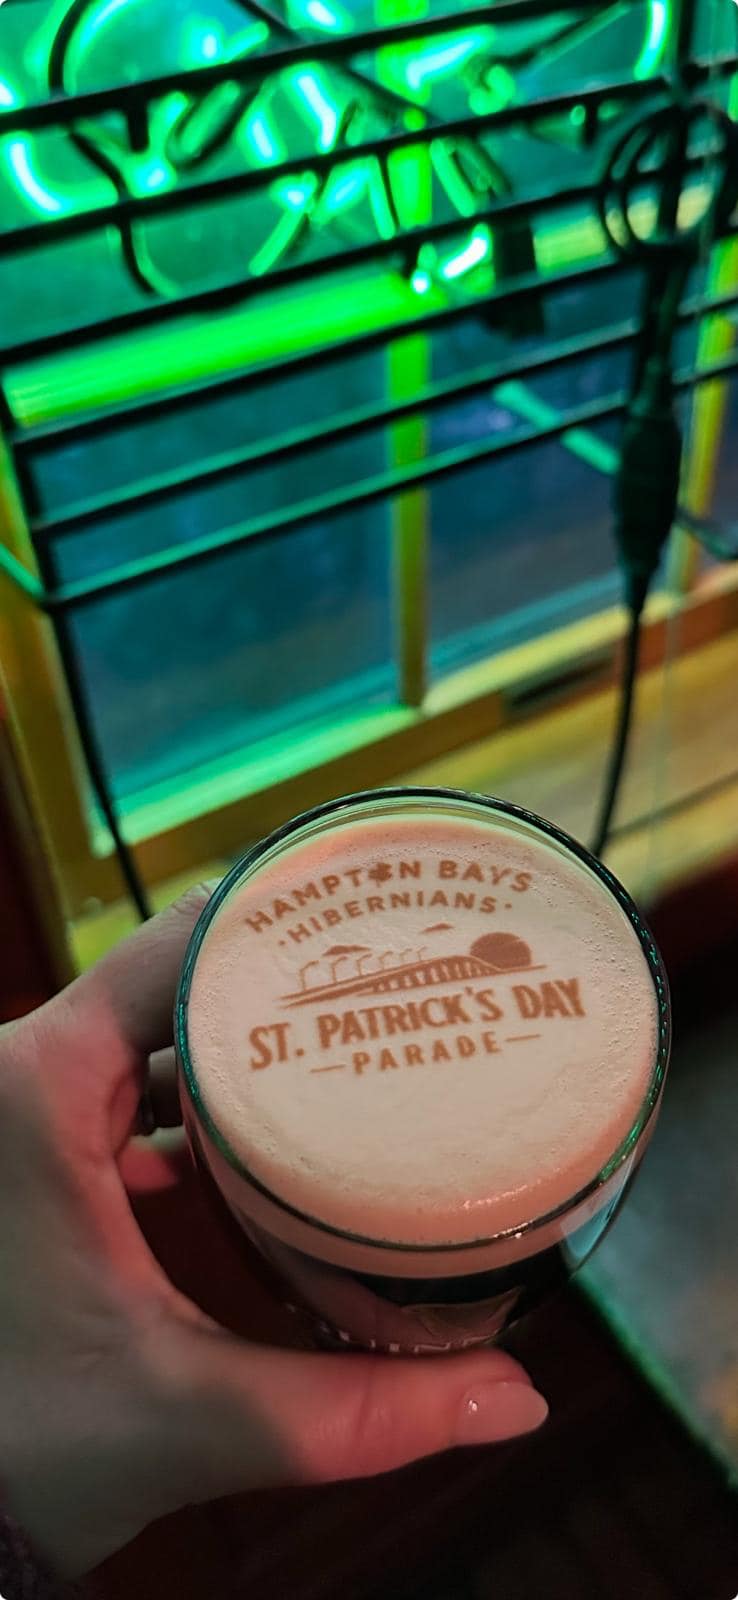 HAMPTON BAYS
·HIBERNIANS·
ST. PATRICK'S DAY
—PARADE—